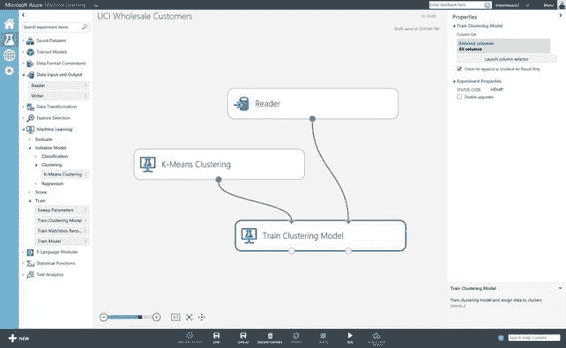 Microsoft Azure Machine Learning
Search experiment items
Saved Datasets
Trained Models
Data Format Conversions
Data Input and Output
Reader
Writer
Data Transformation
Feature Selection
Machine Learning
Evaluate
Initialize Model
Classification
Clustering
K-Means Clustering
Regression
Score
Train
Sweep Parameters
Train Clustering Model
Train Matchbox Reco...
Train Model
R Language Modules
Statistical Functions
Text Analytics
UCI Wholesale Customers
In draft
Reader
K-Means Clustering
Train Clustering Model
Properties
Train Clustering Model
Column Set
Selected columns:
All columns
Launch column selector
Check for Append or Uncheck for Result Only
Experiment Properties
STATUS CODE InDraft
Disable upgrades
Train Clustering Model
Train clustering model and assign data to clusters
NEW